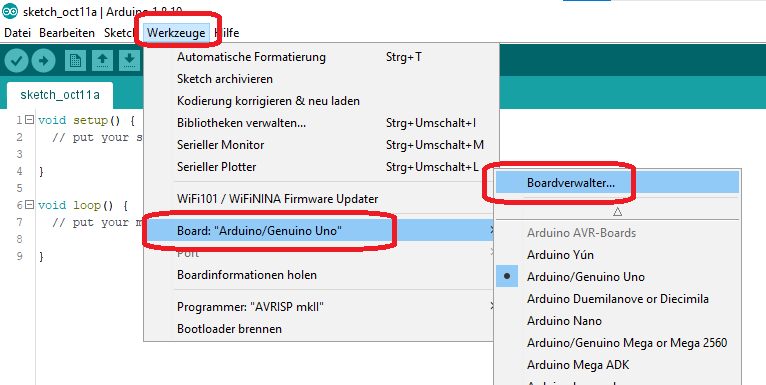 sketch_oct11a | Arduino 1.8.10
Datei Bearbeiten Sketch Werkzeuge Hilfe
sketch_oct11a
1 void setup() {
2 // put your s
3
4 }
5
6 void loop() {
7 // put your m
8
9 }
Automatische Formatierung Strg+T
Sketch archivieren
Kodierung korrigieren & neu laden
Bibliotheken verwalten... Strg+Umschalt+I
Serieller Monitor Strg+Umschalt+M
Serieller Plotter Strg+Umschalt+L
WiFi101 / WiFiNINA Firmware Updater
Board: "Arduino/Genuino Uno"
Port
Boardinformationen holen
Programmer: "AVRISP mkII"
Bootloader brennen
Boardverwalter...
Arduino AVR-Boards
Arduino Yún
Arduino/Genuino Uno
Arduino Duemilanove or Diecimila
Arduino Nano
Arduino/Genuino Mega or Mega 2560
Arduino Mega ADK